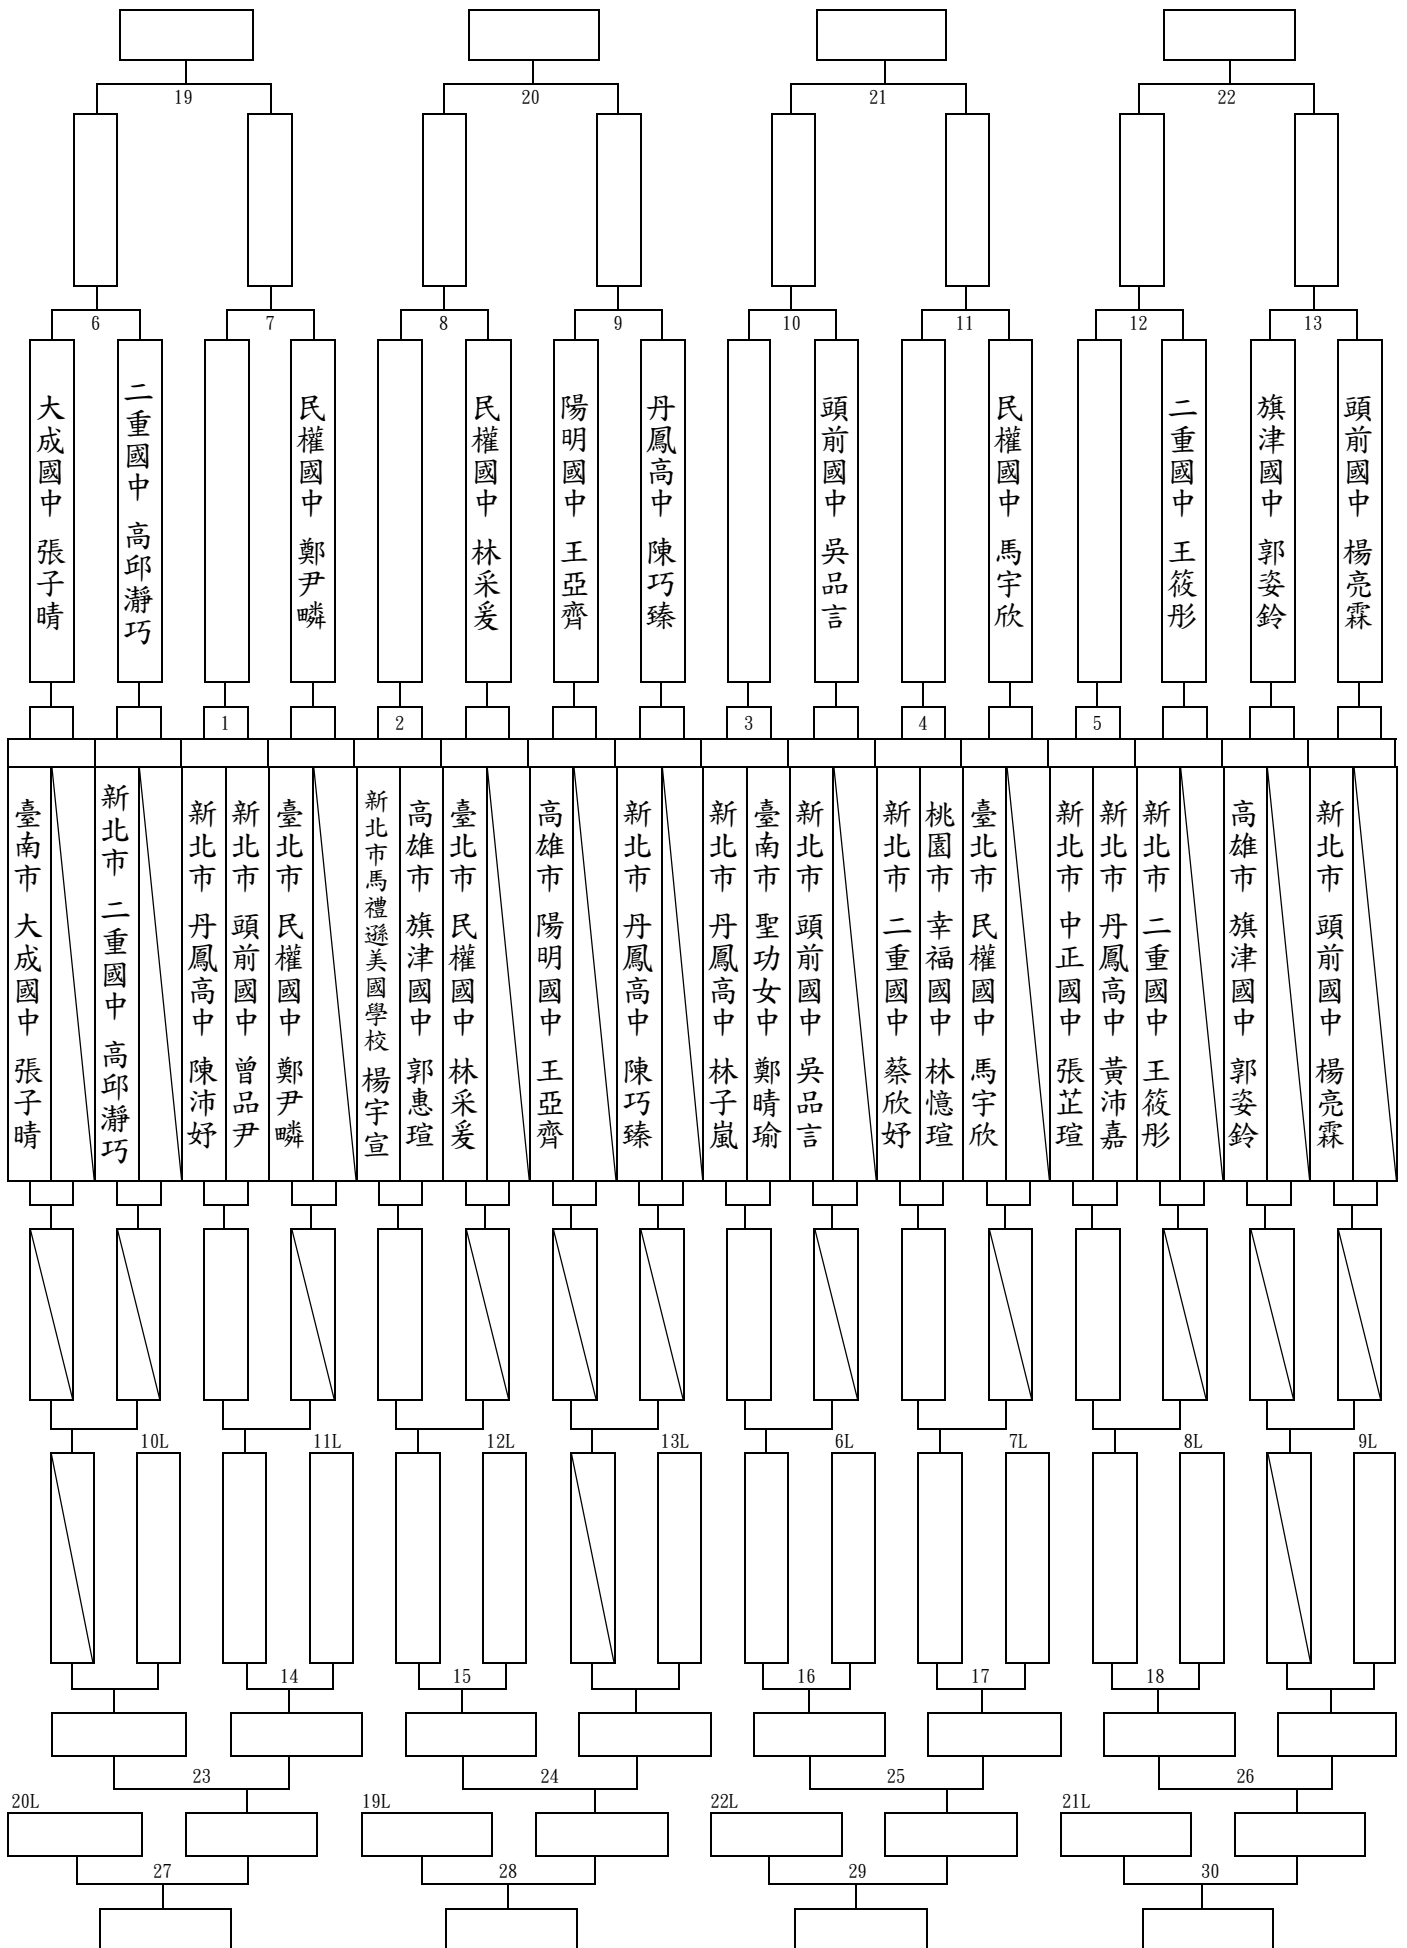 19 20 21 22
6 7 8 9 10 11 12 13
大成國中 張子晴
二重國中 高邱瀞巧
民權國中 鄭尹疄
民權國中 林采爰
陽明國中 王亞齊
丹鳳高中 陳巧臻
頭前國中 吳品言
民權國中 馬宇欣
二重國中 王筱彤
旗津國中 郭姿鈴
頭前國中 楊亮霖
1 2 3 4 5
臺南市 大成國中 張子晴
新北市 二重國中 高邱瀞巧
新北市 丹鳳高中 陳沛妤
新北市 頭前國中 曾品尹
臺北市 民權國中 鄭尹疄
新北市馬禮遜美國學校 楊宇宣
高雄市 旗津國中 郭惠瑄
臺北市 民權國中 林采爰
高雄市 陽明國中 王亞齊
新北市 丹鳳高中 陳巧臻
新北市 丹鳳高中 林子嵐
臺南市 聖功女中 鄭晴瑜
新北市 頭前國中 吳品言
新北市 二重國中 蔡欣妤
桃園市 幸福國中 林憶瑄
臺北市 民權國中 馬宇欣
新北市 中正國中 張芷瑄
新北市 丹鳳高中 黃沛嘉
新北市 二重國中 王筱彤
高雄市 旗津國中 郭姿鈴
新北市 頭前國中 楊亮霖
10L 11L 12L 13L 6L 7L 8L 9L
14 15 16 17 18
23 24 25 26
20L 19L 22L 21L
27 28 29 30